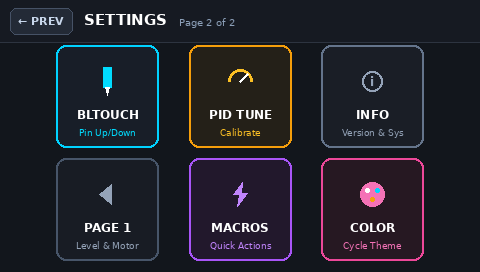 ← PREV SETTINGS Page 2 of 2
BLTOUCH PID TUNE INFO
Pin Up/Down Calibrate Version & Sys
PAGE 1 MACROS COLOR
Level & Motor Quick Actions Cycle Theme